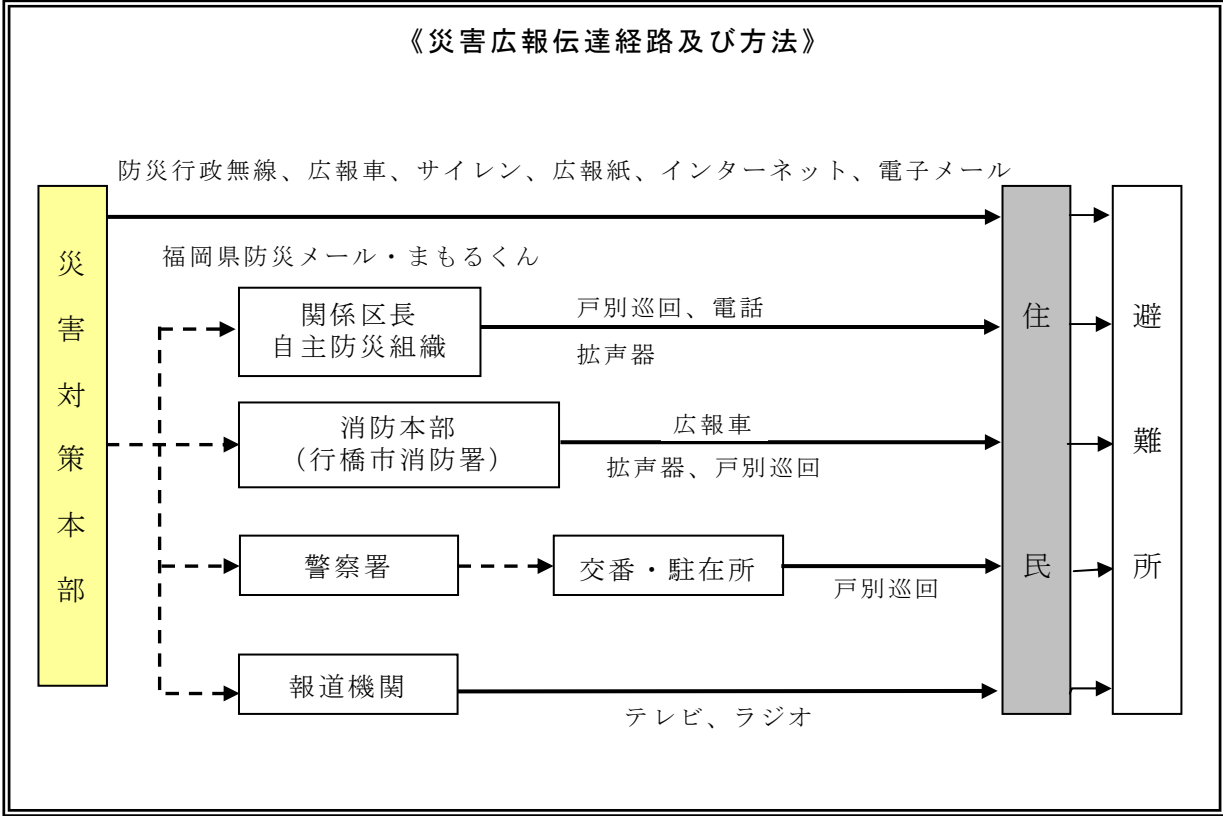 《災害広報伝達経路及び方法》
防災行政無線、広報車、サイレン、広報紙、インターネット、電子メール
福岡県防災メール・まもるくん
災害対策本部
関係区長
自主防災組織
戸別巡回、電話
拡声器
消防本部
（行橋市消防署）
広報車
拡声器、戸別巡回
警察署
交番・駐在所
戸別巡回
報道機関
テレビ、ラジオ
住民
避難所